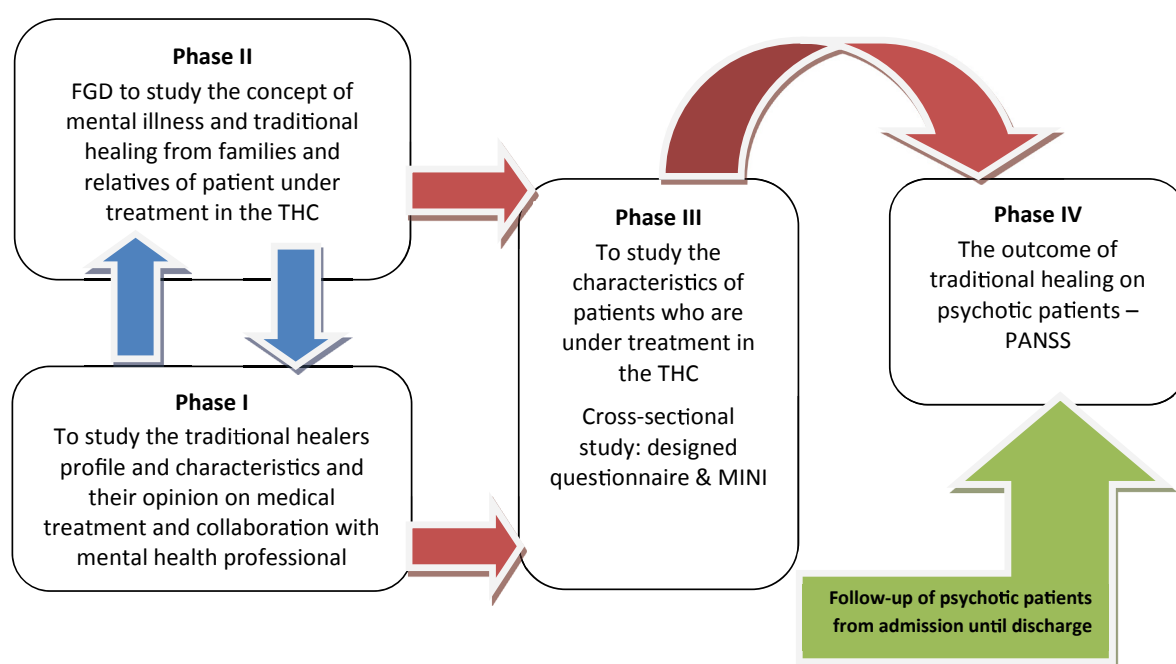 Phase II
FGD to study the concept of
mental illness and traditional
healing from families and
relatives of patient under
treatment in the THC
Phase I
To study the traditional healers
profile and characteristics and
their opinion on medical
treatment and collaboration with
mental health professional
Phase III
To study the
characteristics of
patients who are
under treatment in
the THC
Cross-sectional
study: designed
questionnaire & MINI
Phase IV
The outcome of
traditional healing on
psychotic patients –
PANSS
Follow-up of psychotic patients
from admission until discharge